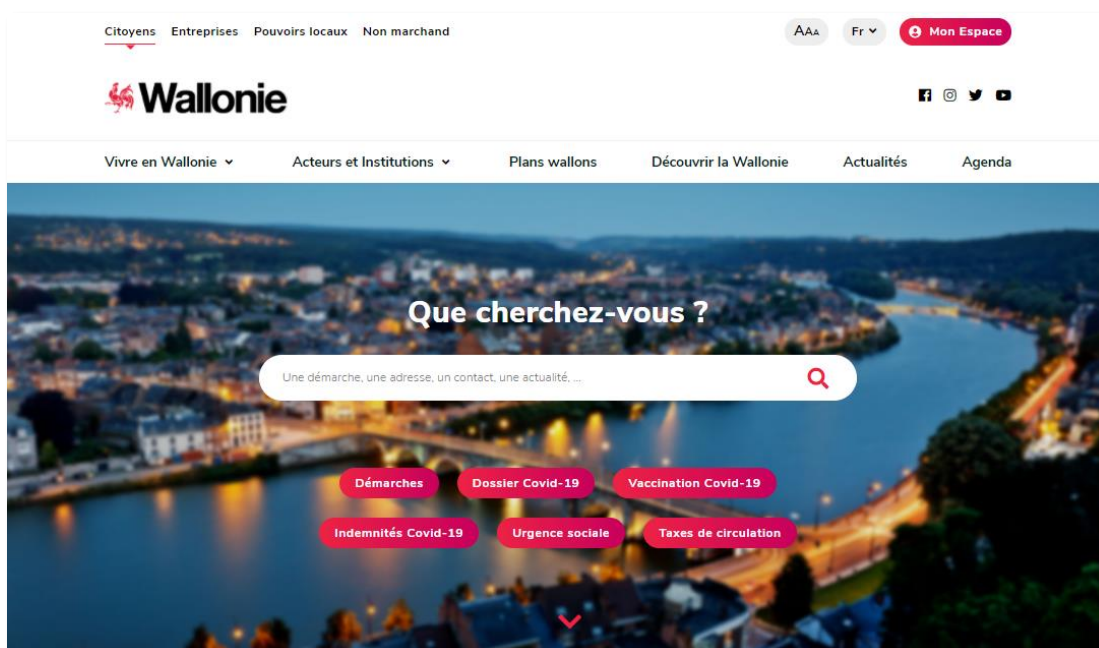 Citoyens Entreprises Pouvoirs locaux Non marchand AAA Fr Mon Espace
Wallonie
Vivre en Wallonie Acteurs et Institutions Plans wallons Découvrir la Wallonie Actualités Agenda
Que cherchez-vous ?
Une démarche, une adresse, un contact, une actualité, ...
Démarches Dossier Covid-19 Vaccination Covid-19
Indemnités Covid-19 Urgence sociale Taxes de circulation